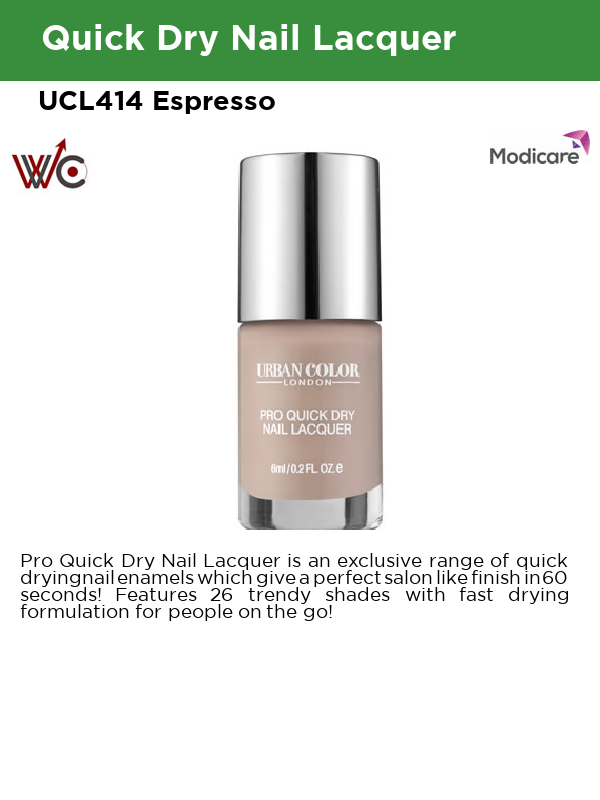 Quick Dry Nail Lacquer
UCL414 Espresso
WC
Modicare
URBAN COLOR
LONDON
PRO QUICK DRY
NAIL LACQUER
6ml/0.2 FL. OZ.e
Pro Quick Dry Nail Lacquer is an exclusive range of quick
dryingnail enamels which give a perfect salon like finish in 60
seconds! Features 26 trendy shades with fast drying
formulation for people on the go!